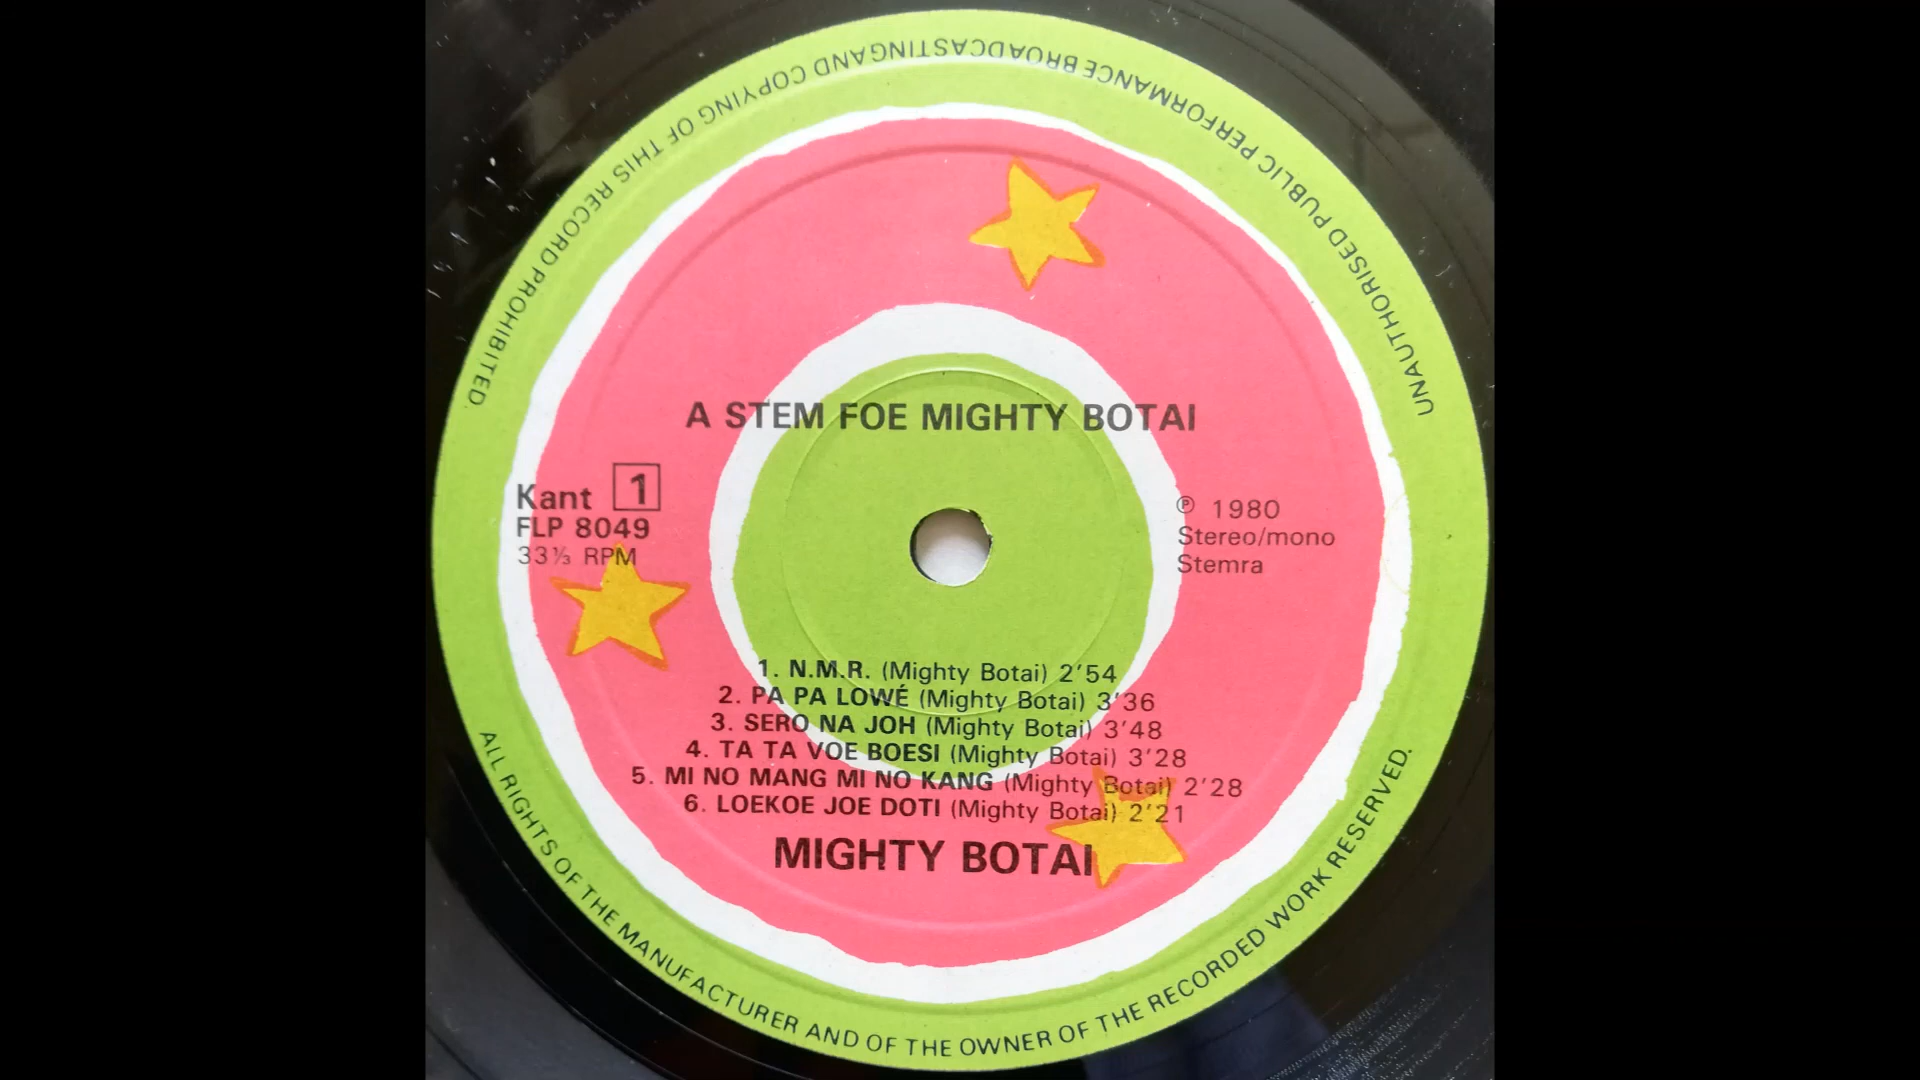 UNAUTHORISED PUBLIC PERFORMANCE BROADCASTING AND COPYING OF THIS RECORD PROHIBITED
A STEM FOE MIGHTY BOTAI
Kant 1
FLP 8049
33⅓ RPM
℗ 1980
Stereo/mono
Stemra
1. N.M.R. (Mighty Botai) 2'54
2. PA PA LOWÉ (Mighty Botai) 3'36
3. SERO NA JOH (Mighty Botai) 3'48
4. TA TA VOE BOESI (Mighty Botai) 3'28
5. MI NO MANG MI NO KANG (Mighty Botai) 2'28
6. LOEKOE JOE DOTI (Mighty Botai) 2'21
MIGHTY BOTAI
ALL RIGHTS OF THE MANUFACTURER AND OF THE OWNER OF THE RECORDED WORK RESERVED.